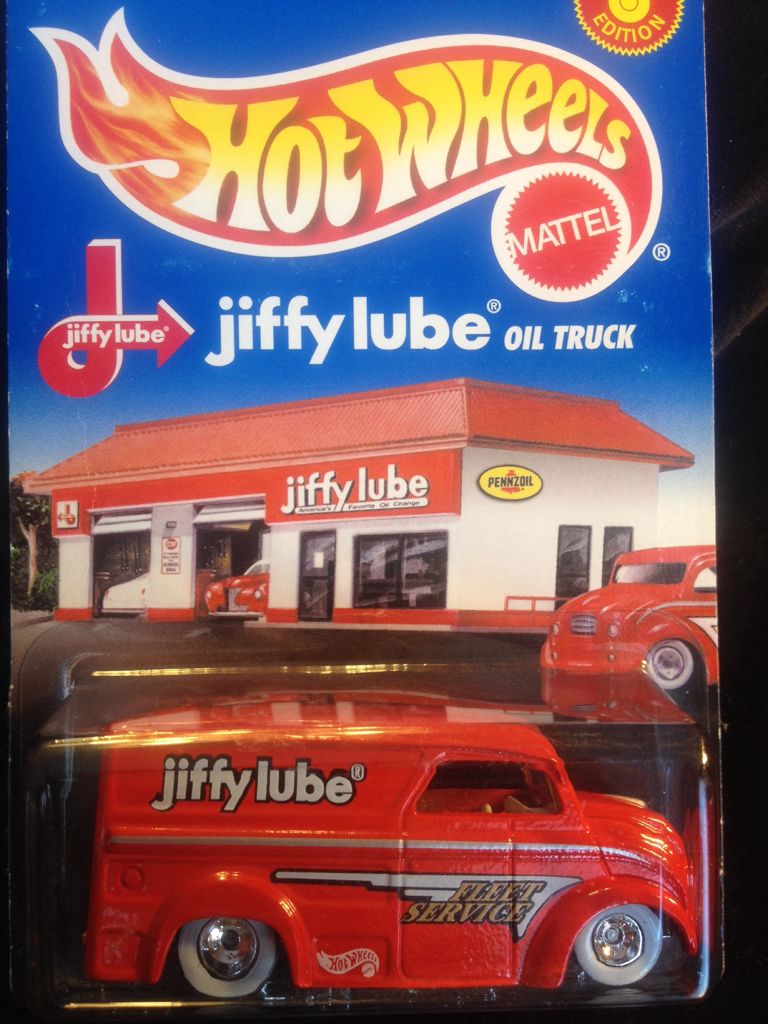 EDITION
HOT WHEELS
MATTEL
®
jiffy lube®
jiffy lube® OIL TRUCK
jiffy lube
America's Favorite Oil Change
PENNZOIL
STOP
jiffy lube®
FLEET
SERVICE
HOT WHEELS